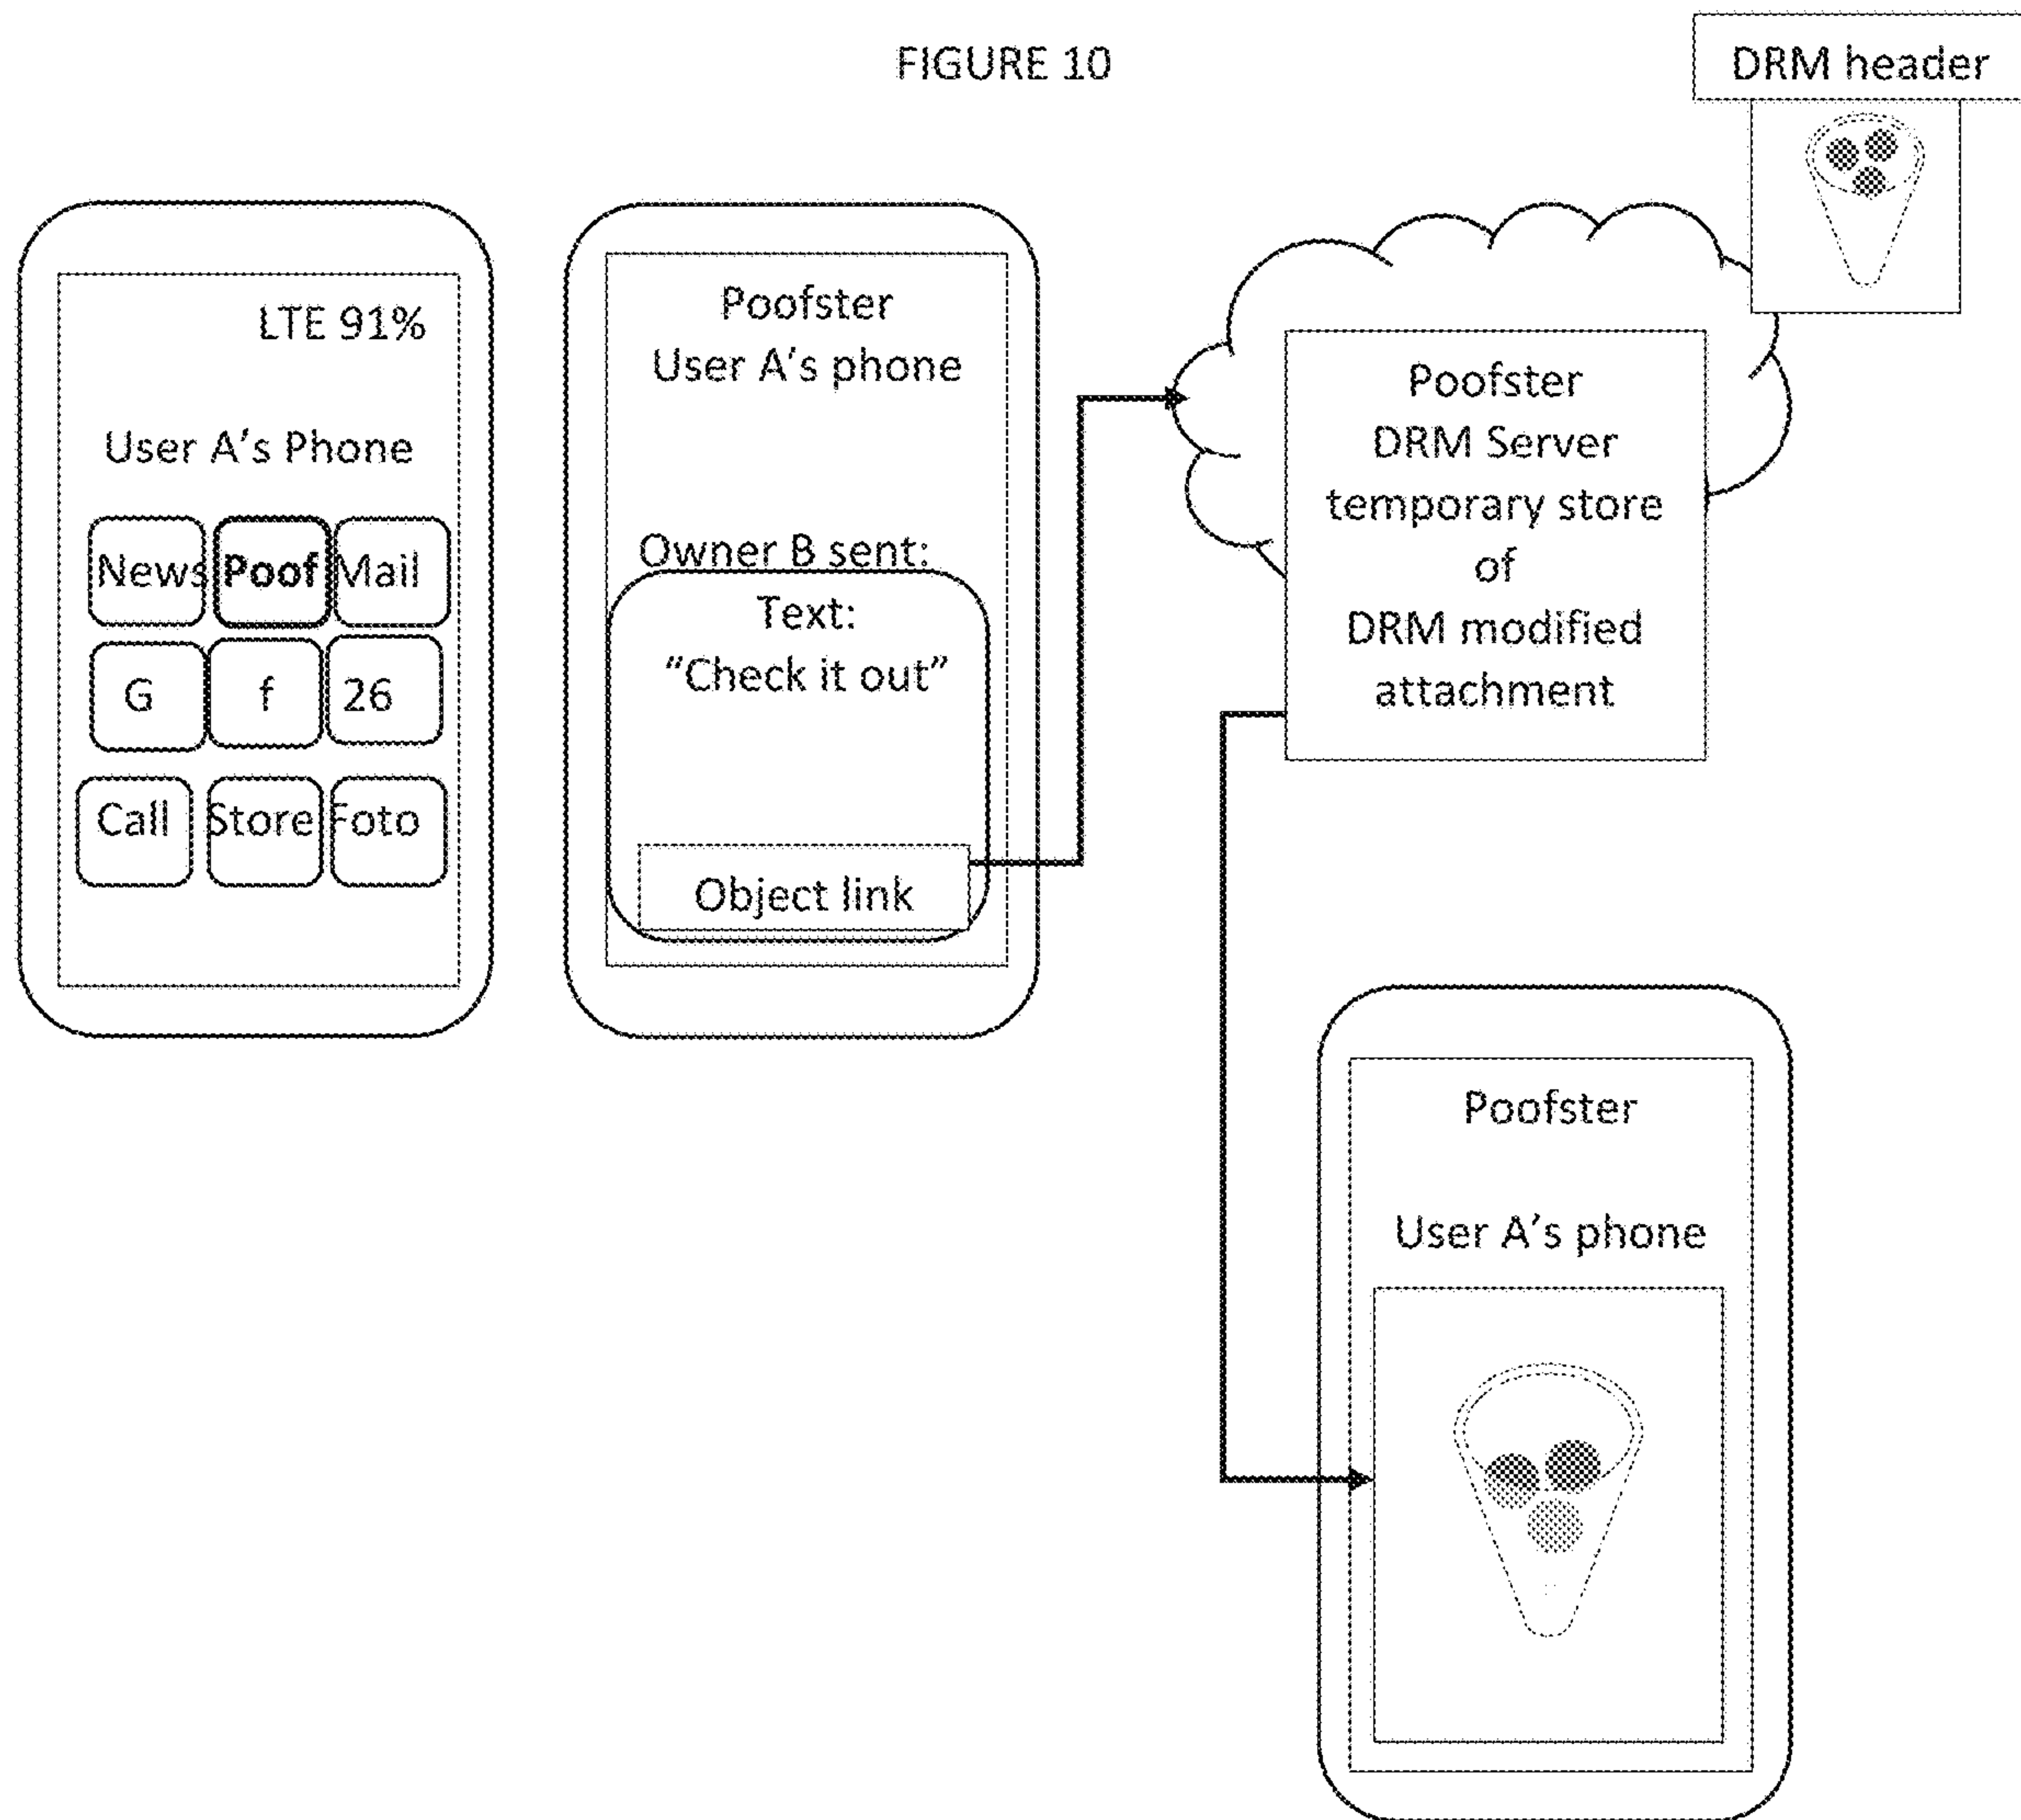 FIGURE 10
DRM header
LTE 91%
User A's Phone
News Poof Mail
G f 26
Call Store Foto
Poofster
User A's phone
Owner B sent:
Text:
“Check it out”
Object link
Poofster
DRM Server
temporary store
of
DRM modified
attachment
Poofster
User A's phone